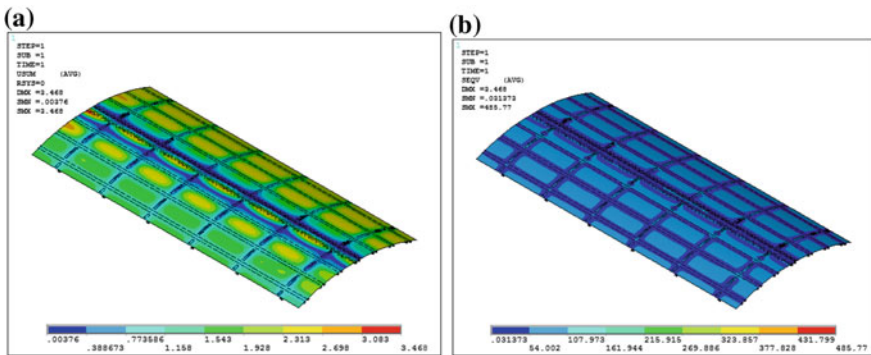 (a)
1
STEP=1
SUB =1
TIME=1
USUM (AVG)
RSYS=0
DMX =3.468
SMN =.00376
SMX =3.468
.00376 .773586 1.543 2.313 3.083
.388673 1.158 1.928 2.698 3.468
(b)
1
STEP=1
SUB =1
TIME=1
SEQV (AVG)
DMX =3.468
SMN =.031373
SMX =485.77
.031373 107.973 215.915 323.857 431.799
54.002 161.944 269.886 377.828 485.77